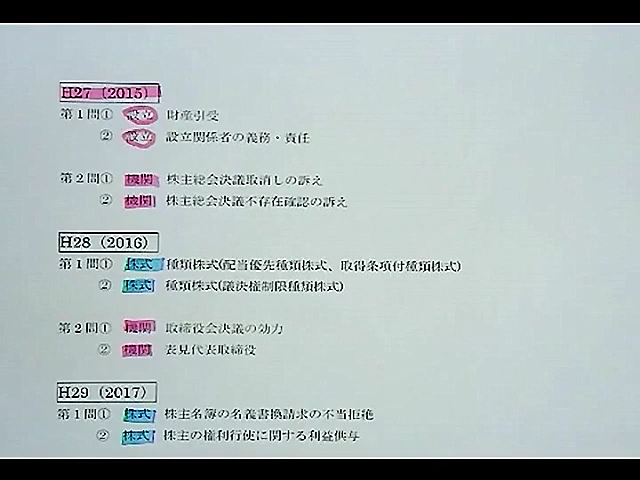 H27（2015）
第1問① 設立 財産引受
② 設立 設立関係者の義務・責任
第2問① 機関 株主総会決議取消しの訴え
② 機関 株主総会決議不存在確認の訴え
H28（2016）
第1問① 株式 種類株式(配当優先種類株式、取得条項付種類株式)
② 株式 種類株式(議決権制限種類株式)
第2問① 機関 取締役会決議の効力
② 機関 表見代表取締役
H29（2017）
第1問① 株式 株主名簿の名義書換請求の不当拒絶
② 株式 株主の権利行使に関する利益供与